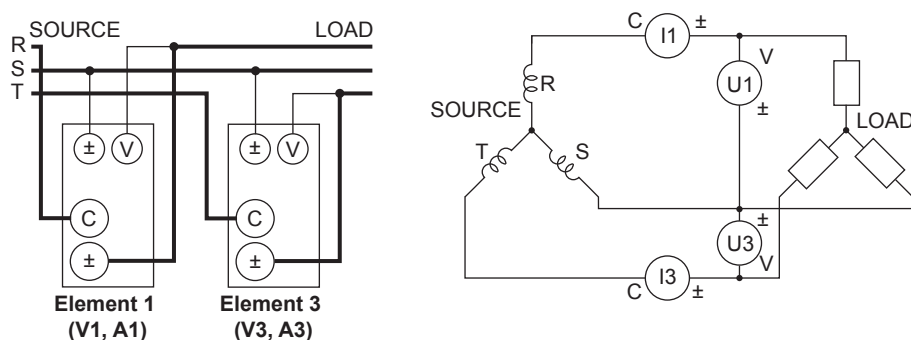 SOURCE LOAD
R
S
T
± V ± V
C C
± ±
Element 1 Element 3
(V1, A1) (V3, A3)
C I1 ±
V
R U1
SOURCE ± LOAD
T S
±
U3
V
C I3 ±